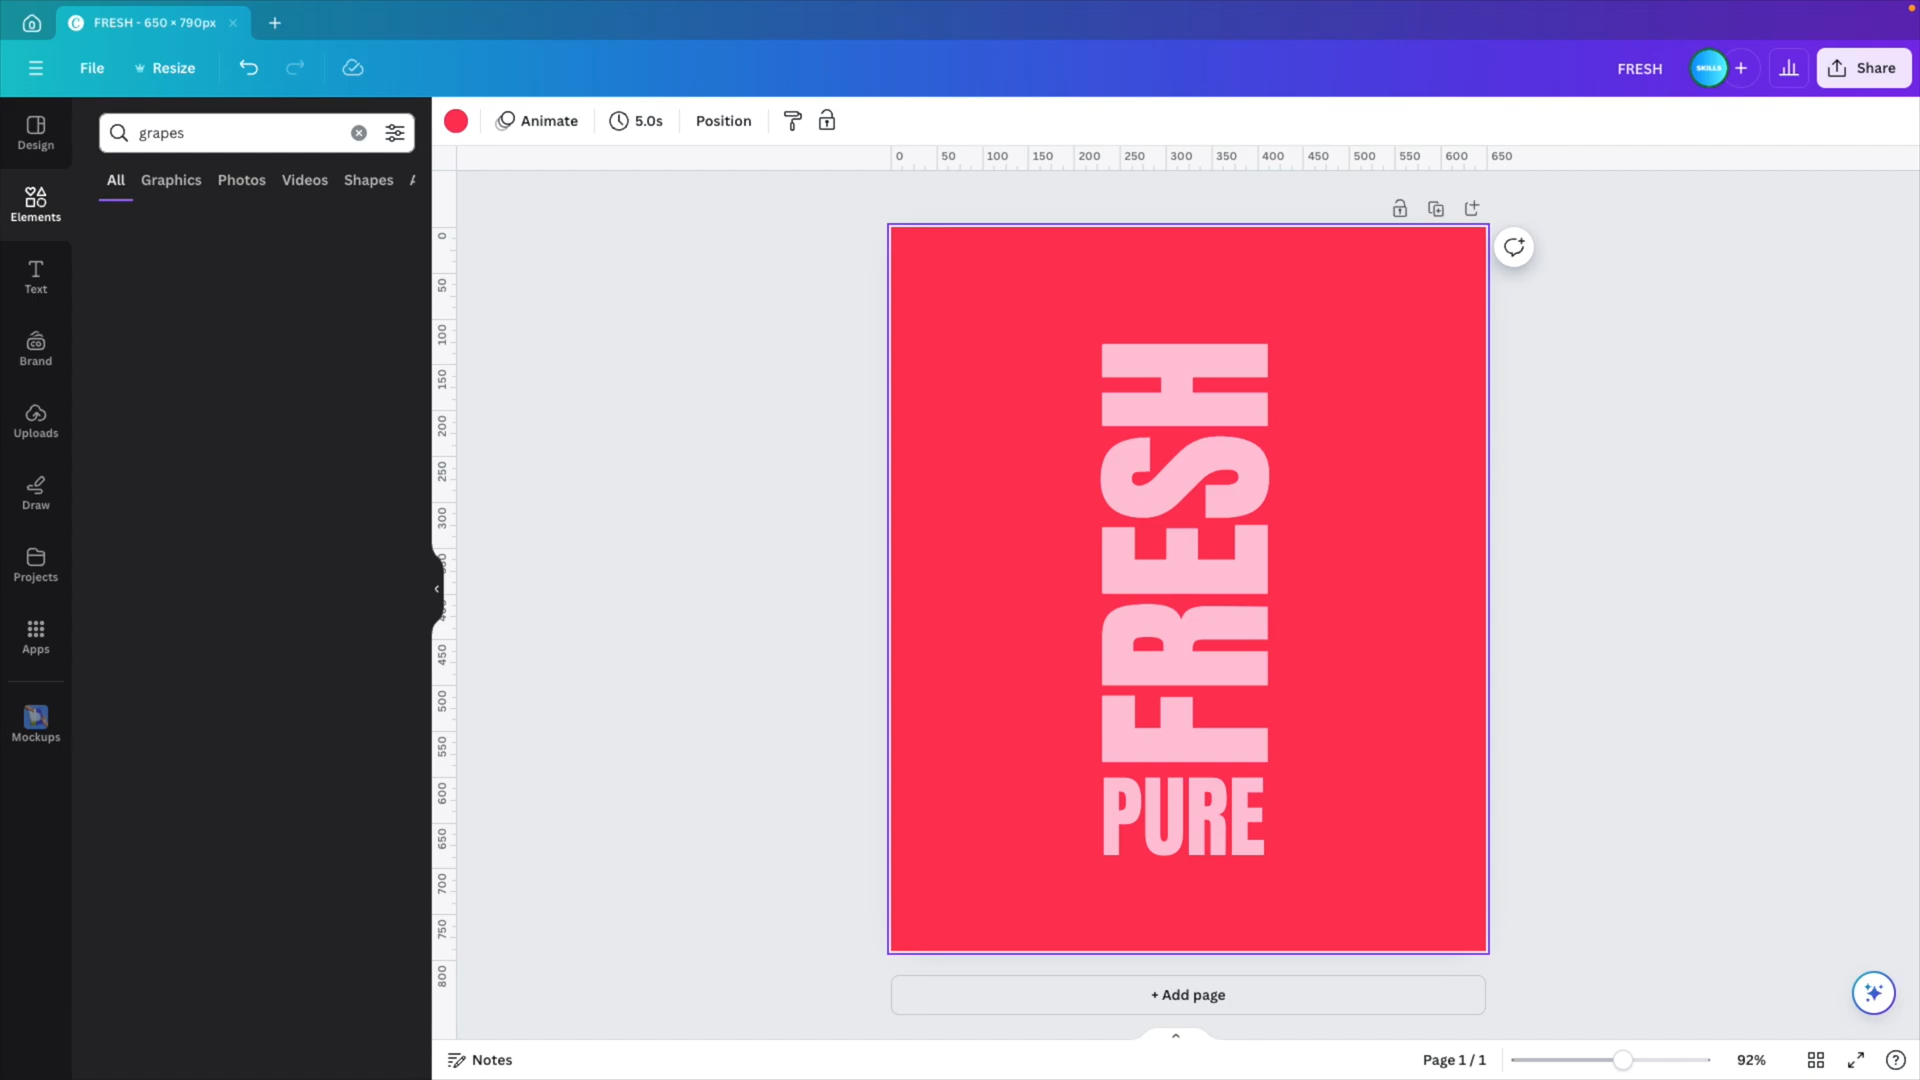 FRESH - 650 × 790px
File
Resize
FRESH
SKILLS
Share
Design
Elements
Text
Brand
Uploads
Draw
Projects
Apps
Mockups
grapes
All Graphics Photos Videos Shapes
Animate
5.0s
Position
0 50 100 150 200 250 300 350 400 450 500 550 600 650
0
50
100
150
200
250
300
450
500
550
600
650
700
750
800
FRESH
PURE
+ Add page
Notes
Page 1 / 1
92%